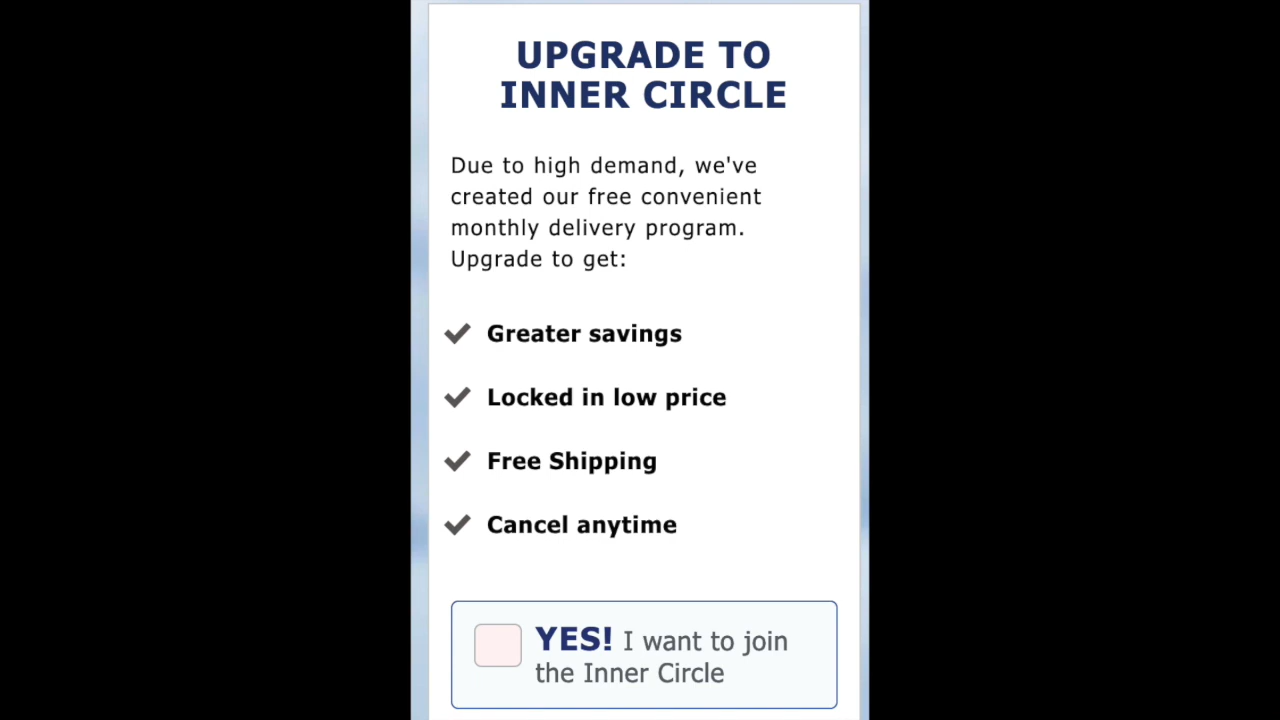 UPGRADE TO
INNER CIRCLE
Due to high demand, we've
created our free convenient
monthly delivery program.
Upgrade to get:
Greater savings
Locked in low price
Free Shipping
Cancel anytime
YES! I want to join
the Inner Circle